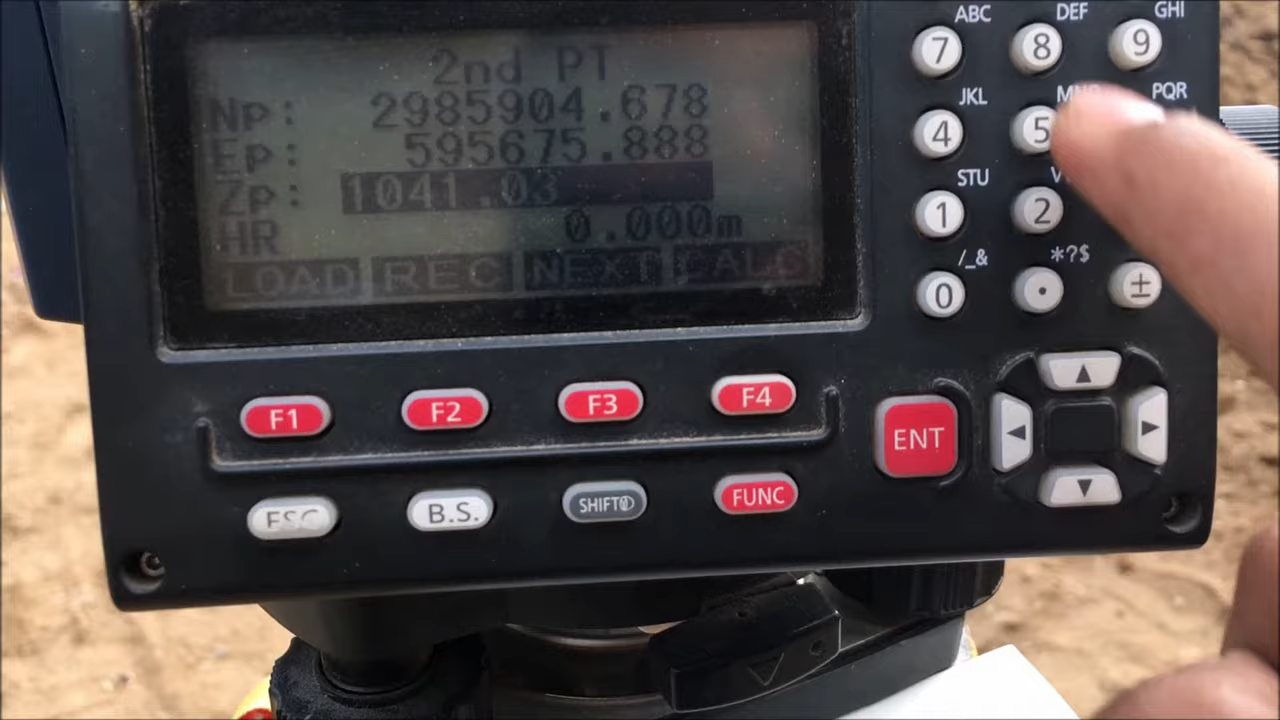 2nd PT
Np: 2985904.678
Ep: 595675.888
Zp: 1041.03
HR 0.000m
LOAD REC NEXT CALC
ABC DEF GHI
7 8 9
JKL PQR
4 5
STU
1 2
/_& *?$
0 . ±
F1 F2 F3 F4
ENT
ESC B.S. SHIFT FUNC